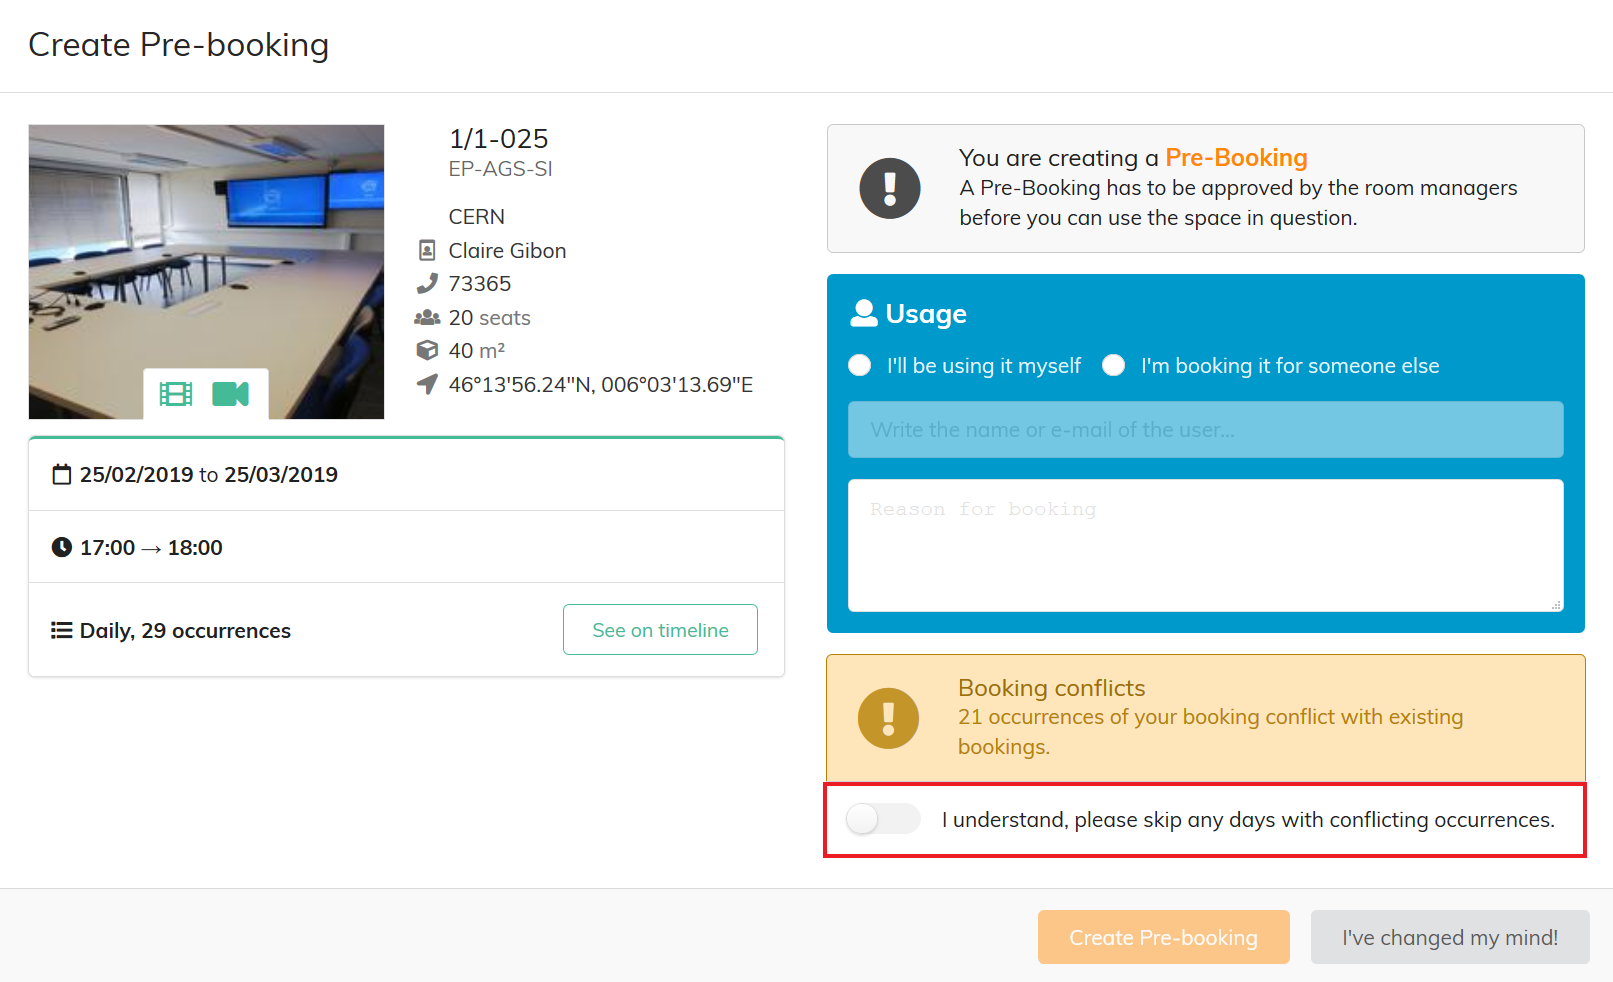 Create Pre-booking
1/1-025
EP-AGS-SI
CERN
Claire Gibon
73365
20 seats
40 m²
46°13'56.24"N, 006°03'13.69"E
25/02/2019 to 25/03/2019
17:00 → 18:00
Daily, 29 occurrences
See on timeline
You are creating a Pre-Booking
A Pre-Booking has to be approved by the room managers
before you can use the space in question.
Usage
I'll be using it myself
I'm booking it for someone else
Write the name or e-mail of the user...
Reason for booking
Booking conflicts
21 occurrences of your booking conflict with existing
bookings.
I understand, please skip any days with conflicting occurrences.
Create Pre-booking
I've changed my mind!